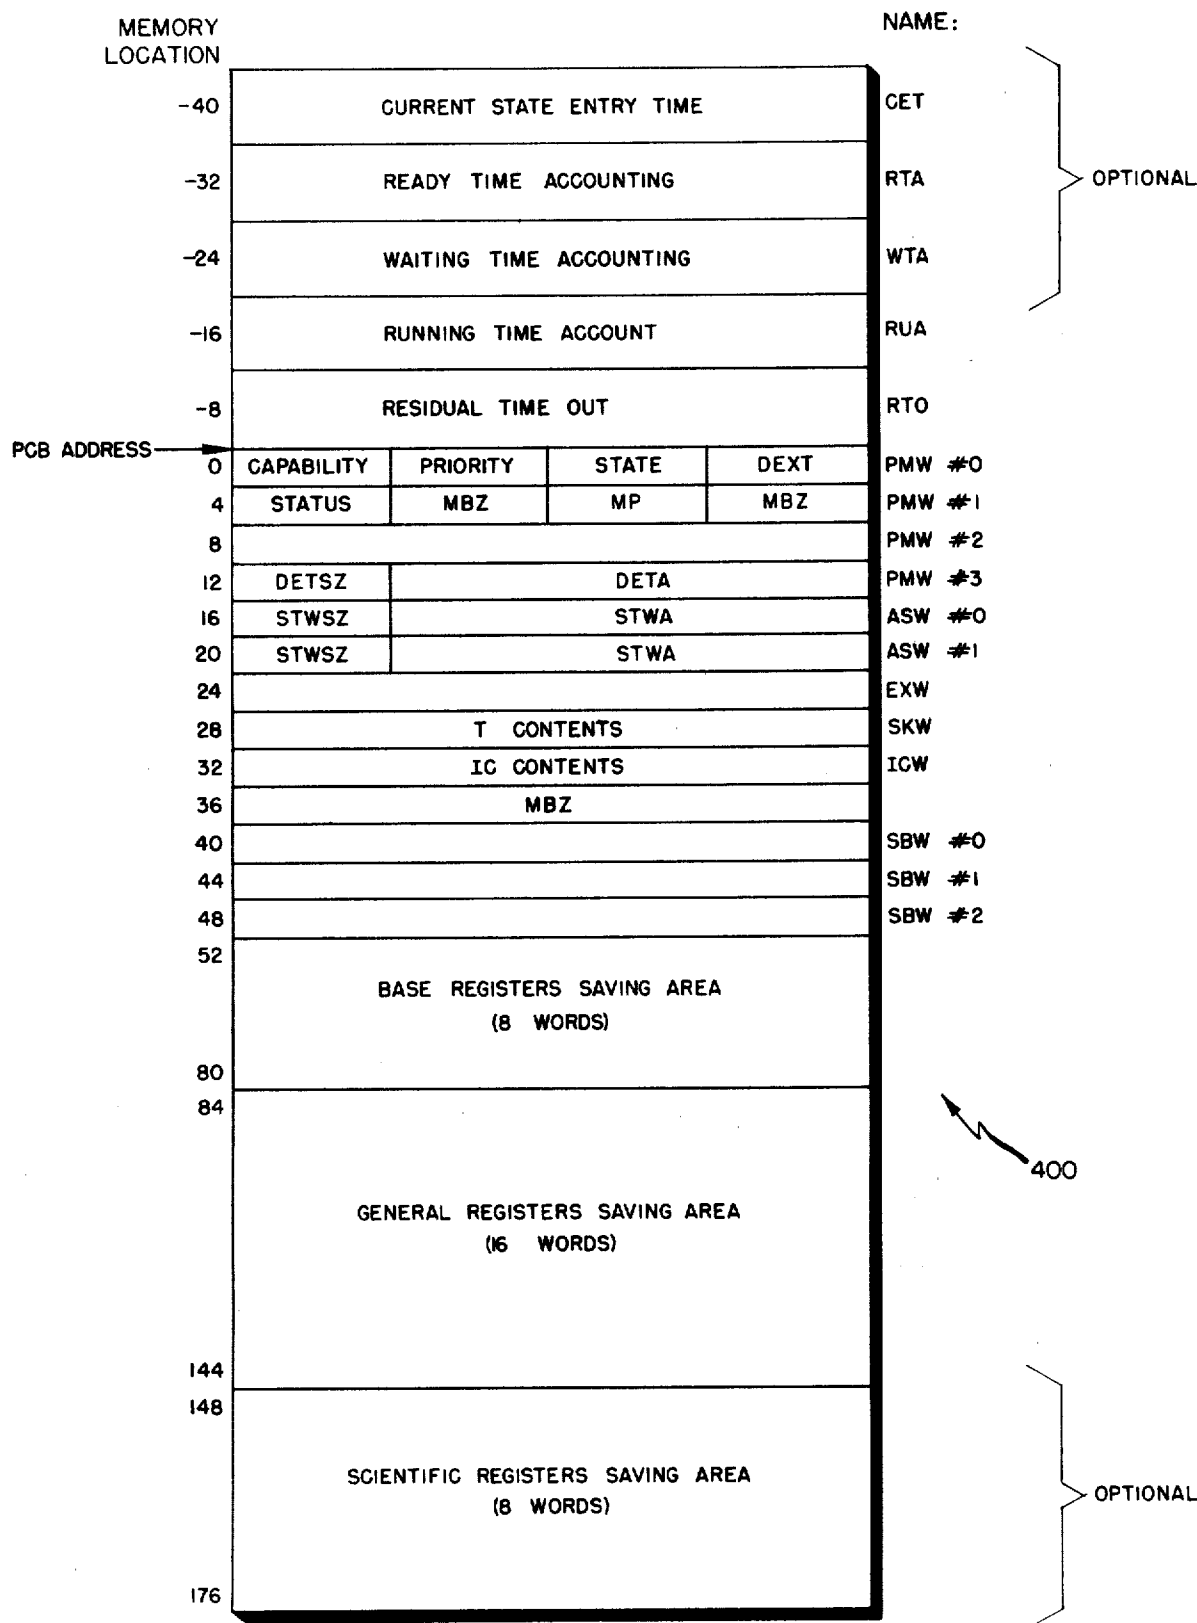 MEMORY LOCATION NAME:
-40 CURRENT STATE ENTRY TIME CET
-32 READY TIME ACCOUNTING RTA OPTIONAL
-24 WAITING TIME ACCOUNTING WTA
-16 RUNNING TIME ACCOUNT RUA
-8 RESIDUAL TIME OUT RTO
PCB ADDRESS
0 CAPABILITY PRIORITY STATE DEXT PMW #0
4 STATUS MBZ MP MBZ PMW #1
8 PMW #2
12 DETSZ DETA PMW #3
16 STWSZ STWA ASW #0
20 STWSZ STWA ASW #1
24 EXW
28 T CONTENTS SKW
32 IC CONTENTS ICW
36 MBZ
40 SBW #0
44 SBW #1
48 SBW #2
52
BASE REGISTERS SAVING AREA
(8 WORDS)
80
84
400
GENERAL REGISTERS SAVING AREA
(16 WORDS)
144
148
SCIENTIFIC REGISTERS SAVING AREA
(8 WORDS) OPTIONAL
176